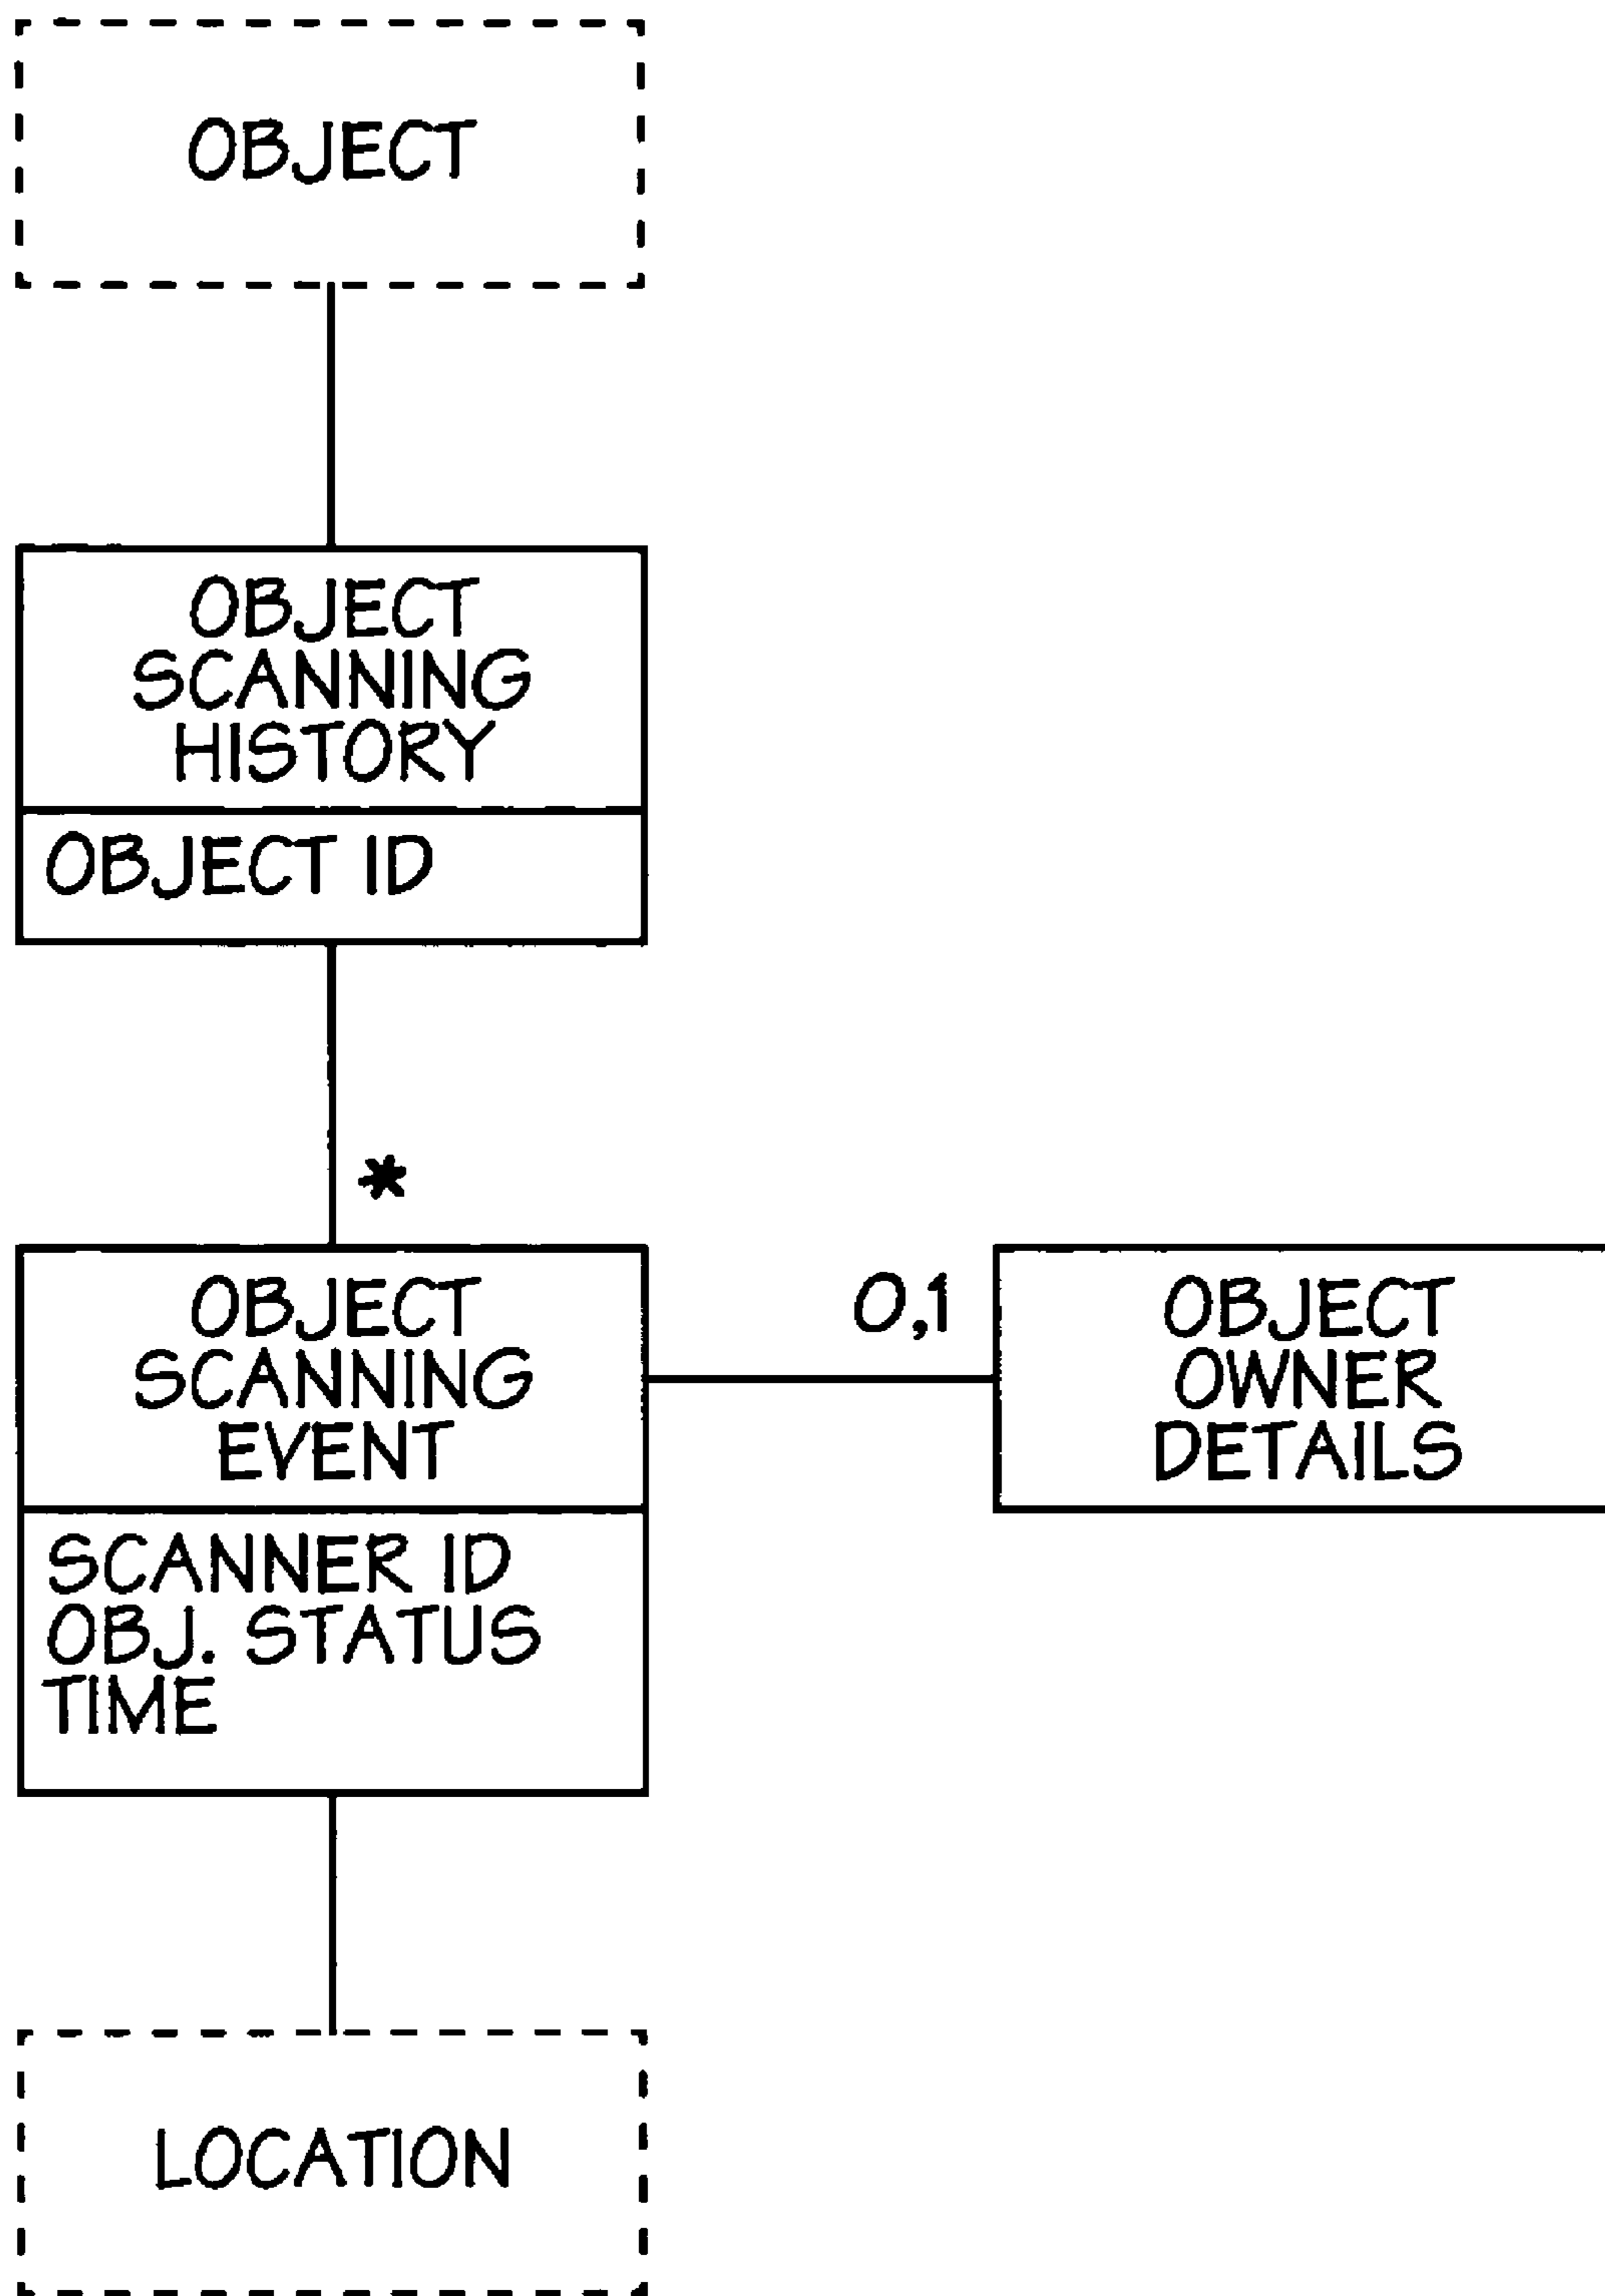 OBJECT
OBJECT
SCANNING
HISTORY
OBJECT ID
*
OBJECT
SCANNING
EVENT
SCANNER ID
OBJ. STATUS
TIME
0,1
OBJECT
OWNER
DETAILS
LOCATION